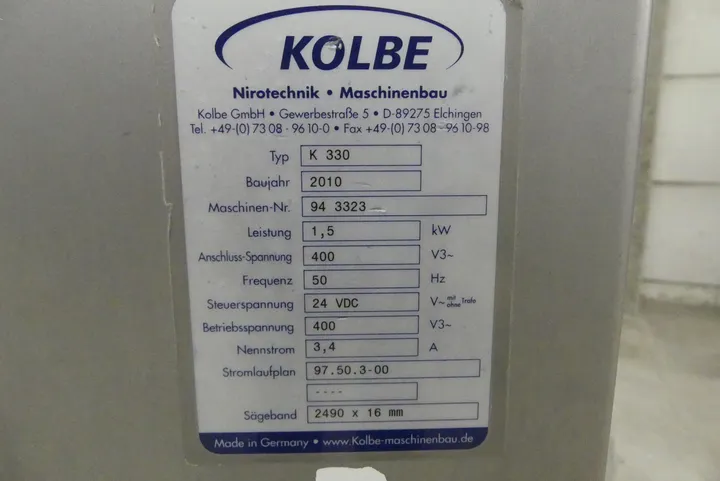 KOLBE
Nirotechnik • Maschinenbau
Kolbe GmbH • Gewerbestraße 5 • D-89275 Elchingen
Tel. +49-(0) 73 08 - 96 10-0 • Fax +49-(0) 73 08 - 96 10-98
Typ K 330
Baujahr 2010
Maschinen-Nr. 94 3323
Leistung 1,5 kW
Anschluss-Spannung 400 V3~
Frequenz 50 Hz
Steuerspannung 24 VDC V~ mit ohne Trafo
Betriebsspannung 400 V3~
Nennstrom 3,4 A
Stromlaufplan 97.50.3-00
----
Sägeband 2490 x 16 mm
Made in Germany • www.Kolbe-maschinenbau.de